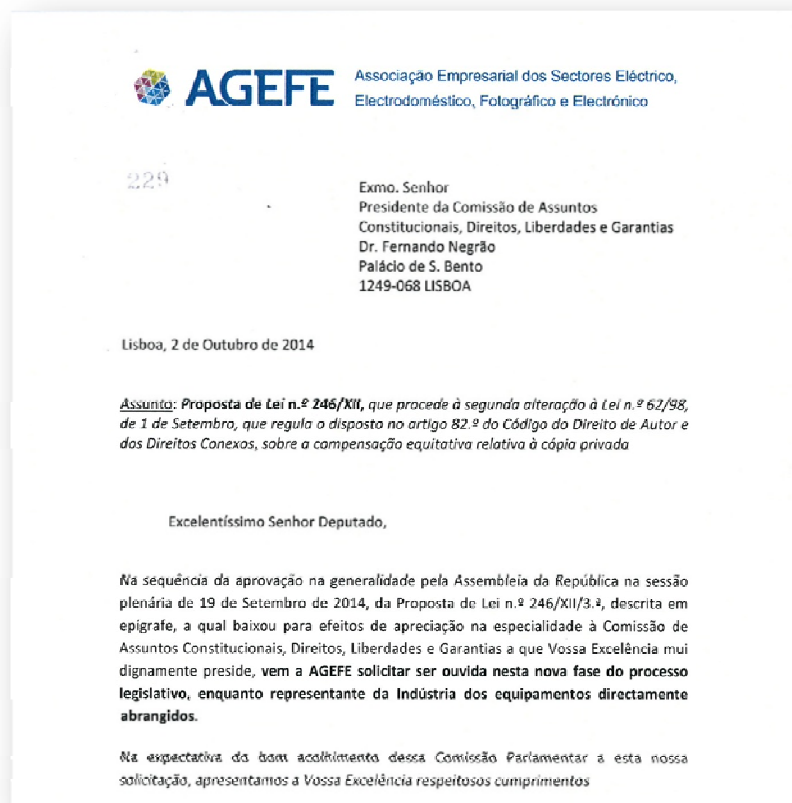 AGEFE
Associação Empresarial dos Sectores Eléctrico,
Electrodoméstico, Fotográfico e Electrónico
229
Exmo. Senhor
Presidente da Comissão de Assuntos
Constitucionais, Direitos, Liberdades e Garantias
Dr. Fernando Negrão
Palácio de S. Bento
1249-068 LISBOA
Lisboa, 2 de Outubro de 2014
Assunto: Proposta de Lei n.º 246/XII, que procede à segunda alteração à Lei n.º 62/98,
de 1 de Setembro, que regula o disposto no artigo 82.º do Código do Direito de Autor e
dos Direitos Conexos, sobre a compensação equitativa relativa à cópia privada
Excelentíssimo Senhor Deputado,
Na sequência da aprovação na generalidade pela Assembleia da República na sessão
plenária de 19 de Setembro de 2014, da Proposta de Lei n.º 246/XII/3.ª, descrita em
epígrafe, a qual baixou para efeitos de apreciação na especialidade à Comissão de
Assuntos Constitucionais, Direitos, Liberdades e Garantias a que Vossa Excelência mui
dignamente preside, vem a AGEFE solicitar ser ouvida nesta nova fase do processo
legislativo, enquanto representante da Indústria dos equipamentos directamente
abrangidos.
Na expectativa do bom acolhimento dessa Comissão Parlamentar a esta nossa
solicitação, apresentamos a Vossa Excelência respeitosos cumprimentos